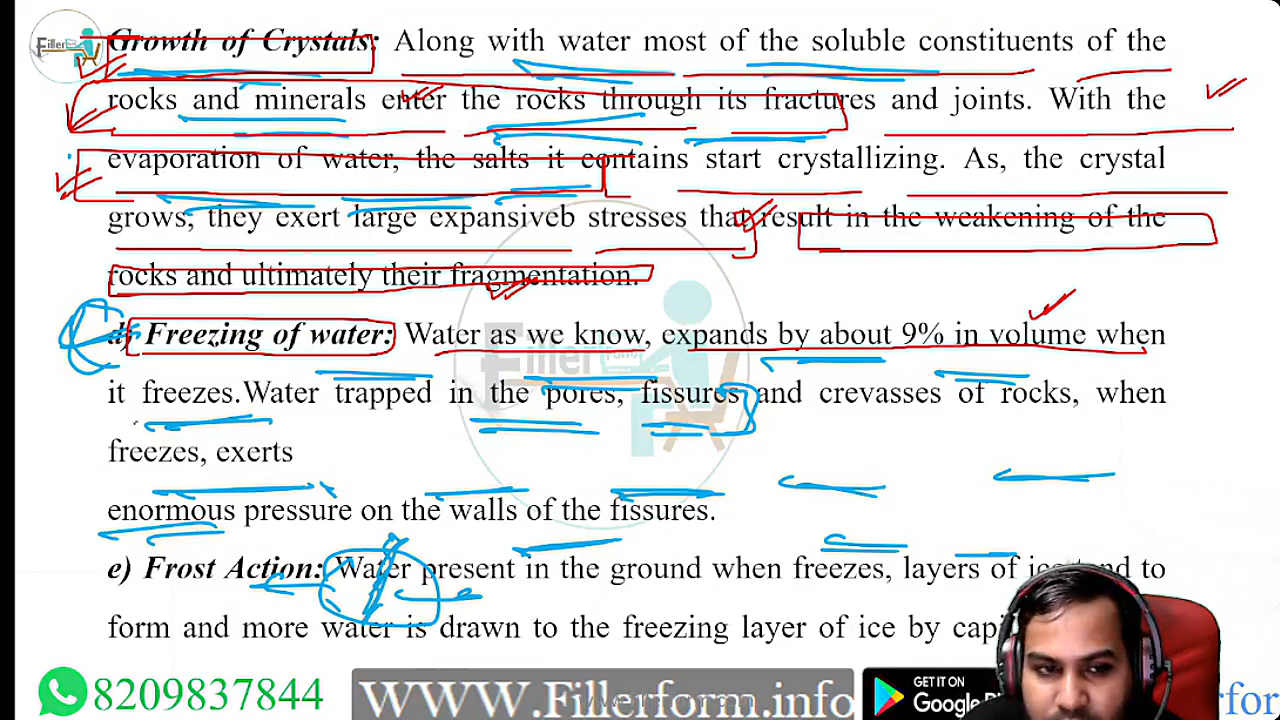 Growth of Crystals: Along with water most of the soluble constituents of the
rocks and minerals enter the rocks through its fractures and joints. With the
evaporation of water, the salts it contains start crystallizing. As, the crystal
grows, they exert large expansiveb stresses that result in the weakening of the
rocks and ultimately their fragmentation.
d) Freezing of water: Water as we know, expands by about 9% in volume when
it freezes.Water trapped in the pores, fissures and crevasses of rocks, when
freezes, exerts
enormous pressure on the walls of the fissures.
e) Frost Action: Water present in the ground when freezes, layers of ice tend to
form and more water is drawn to the freezing layer of ice by
8209837844 WWW.Fillerform.info GET IT ON Google